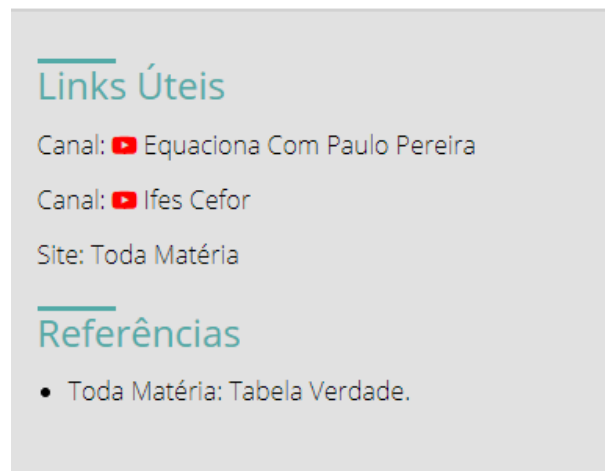 Links Úteis
Canal: Equaciona Com Paulo Pereira
Canal: Ifes Cefor
Site: Toda Matéria
Referências
• Toda Matéria: Tabela Verdade.